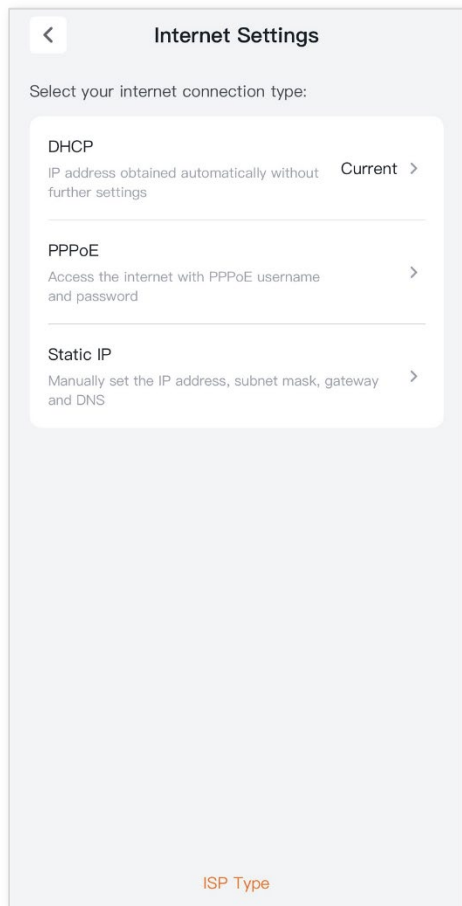 Internet Settings
Select your internet connection type:
DHCP
IP address obtained automatically without
further settings
Current
PPPoE
Access the internet with PPPoE username
and password
Static IP
Manually set the IP address, subnet mask, gateway
and DNS
ISP Type